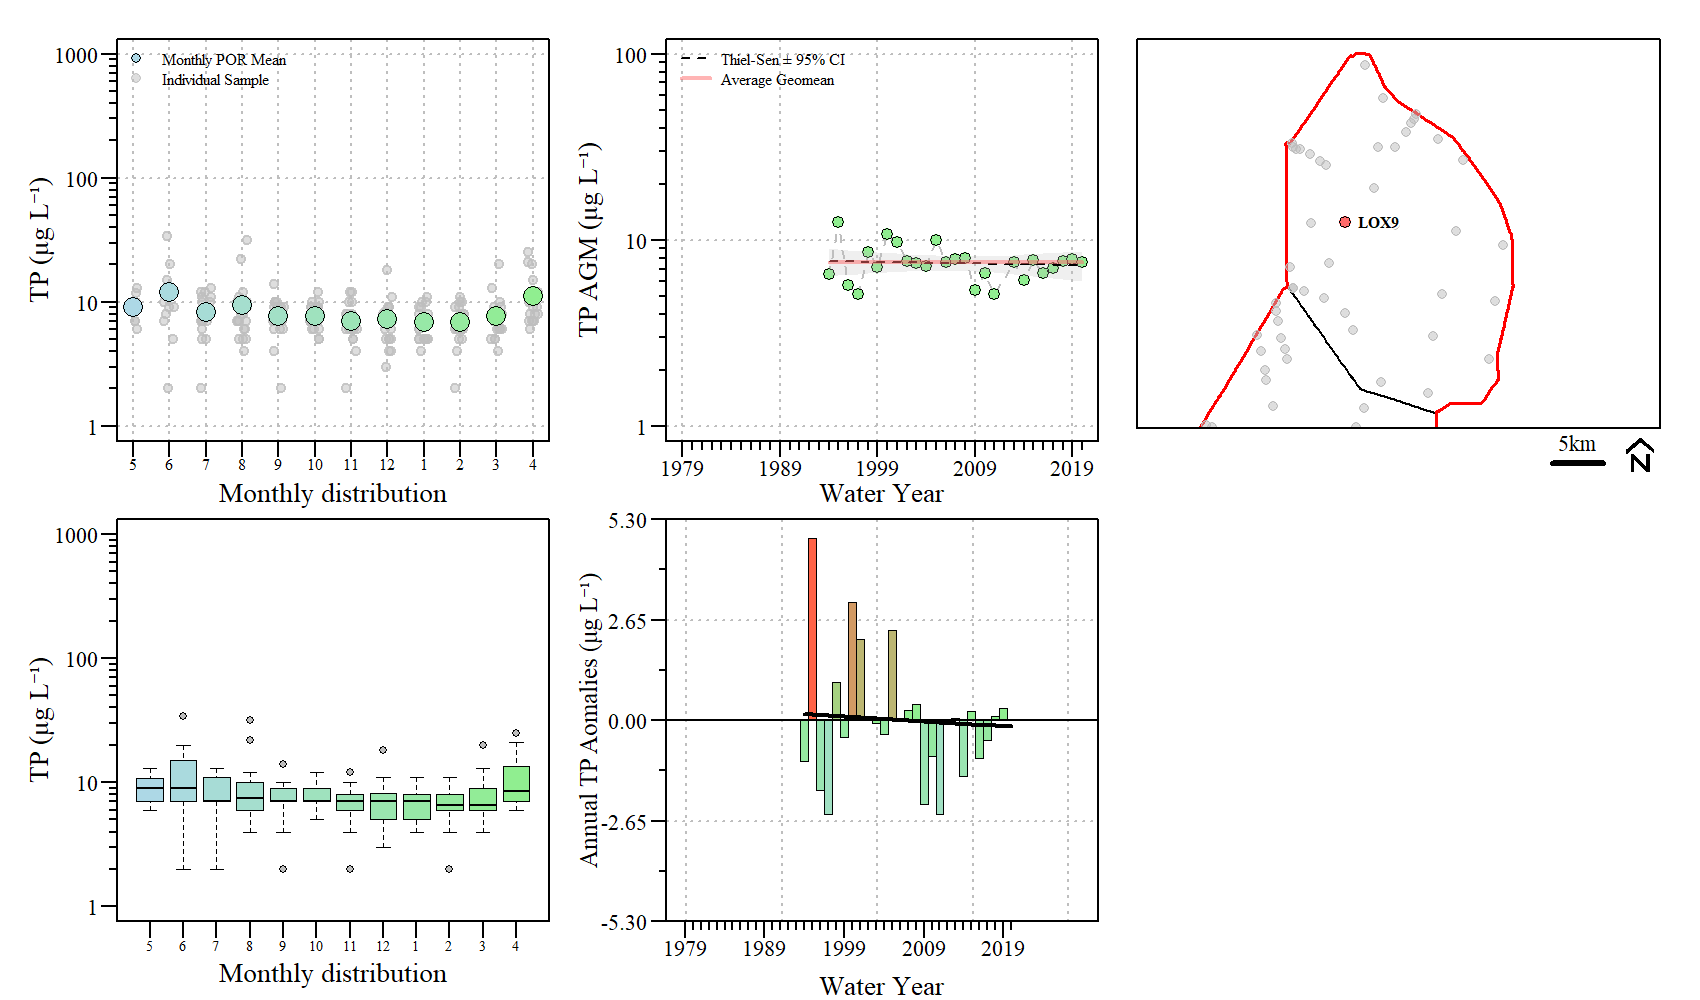 1000
100
10
1
TP (µg L⁻¹)
Monthly POR Mean
Individual Sample
5 6 7 8 9 10 11 12 1 2 3 4
Monthly distribution
100
10
1
TP AGM (µg L⁻¹)
Thiel-Sen ± 95% CI
Average Geomean
1979 1989 1999 2009 2019
Water Year
LOX9
5km
N
1000
100
10
1
TP (µg L⁻¹)
5 6 7 8 9 10 11 12 1 2 3 4
Monthly distribution
5.30
2.65
0.00
-2.65
-5.30
Annual TP Aomalies (µg L⁻¹)
1979 1989 1999 2009 2019
Water Year